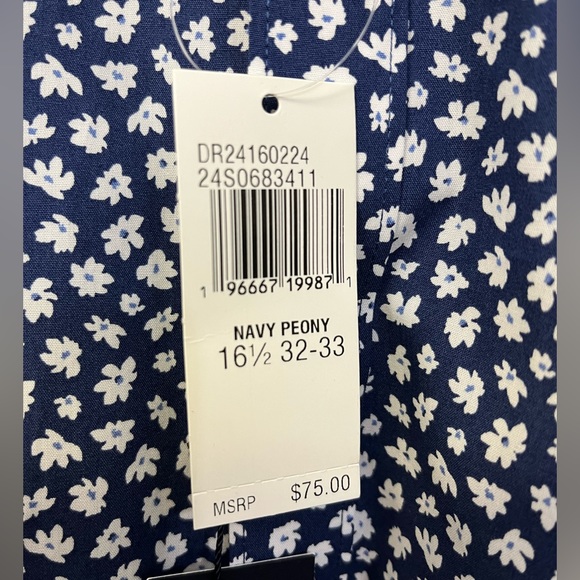 DR24160224
24S0683411
1 96667 19987 1
NAVY PEONY
16½ 32-33
MSRP $75.00